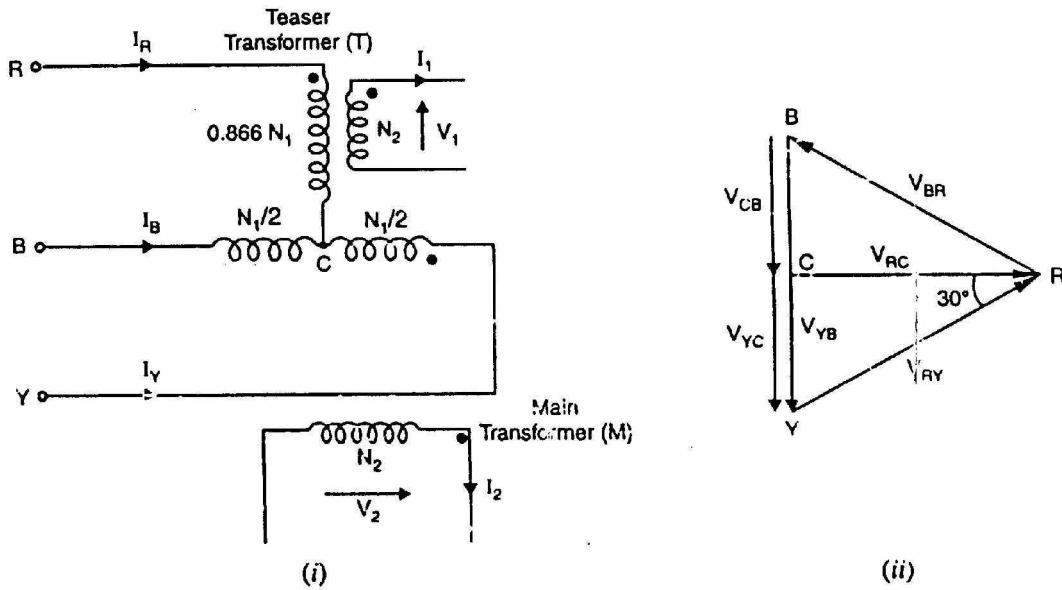 Teaser
Transformer (T)
I_R
I_1
R
0.866 N_1
N_2
V_1
I_B
N_1/2
N_1/2
B
C
I_Y
Y
Main
Transformer (M)
N_2
I_2
V_2
(i)
B
V_BR
V_CB
C
V_RC
R
30°
V_YC
V_YB
V_RY
Y
(ii)